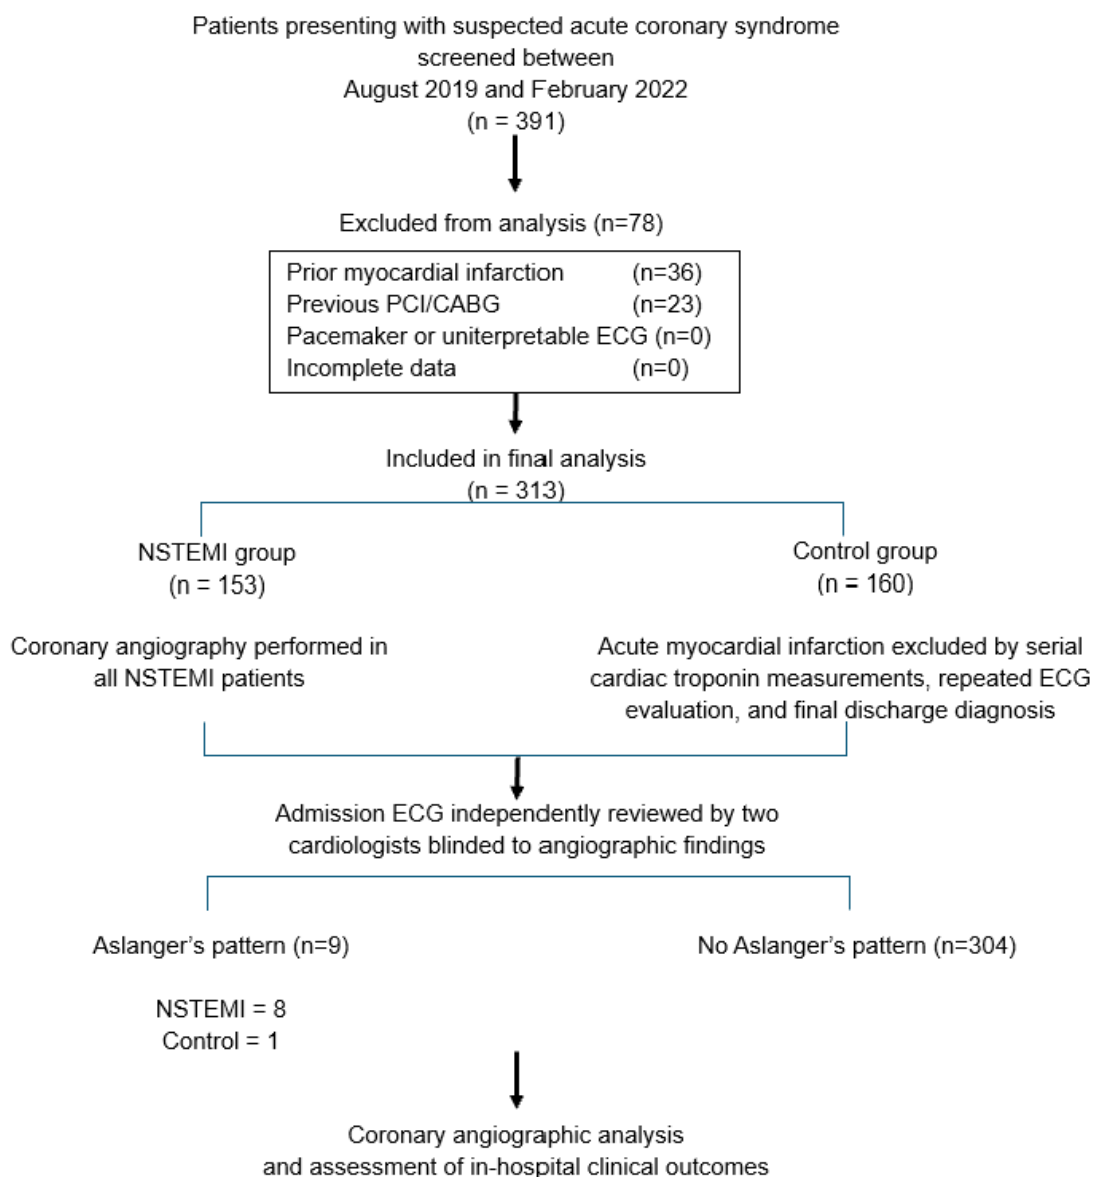 Patients presenting with suspected acute coronary syndrome
screened between
August 2019 and February 2022
(n = 391)
Excluded from analysis (n=78)
Prior myocardial infarction (n=36)
Previous PCI/CABG (n=23)
Pacemaker or uniterpretable ECG (n=0)
Incomplete data (n=0)
Included in final analysis
(n = 313)
NSTEMI group
(n = 153)
Control group
(n = 160)
Coronary angiography performed in
all NSTEMI patients
Acute myocardial infarction excluded by serial
cardiac troponin measurements, repeated ECG
evaluation, and final discharge diagnosis
Admission ECG independently reviewed by two
cardiologists blinded to angiographic findings
Aslanger’s pattern (n=9)
No Aslanger’s pattern (n=304)
NSTEMI = 8
Control = 1
Coronary angiographic analysis
and assessment of in-hospital clinical outcomes